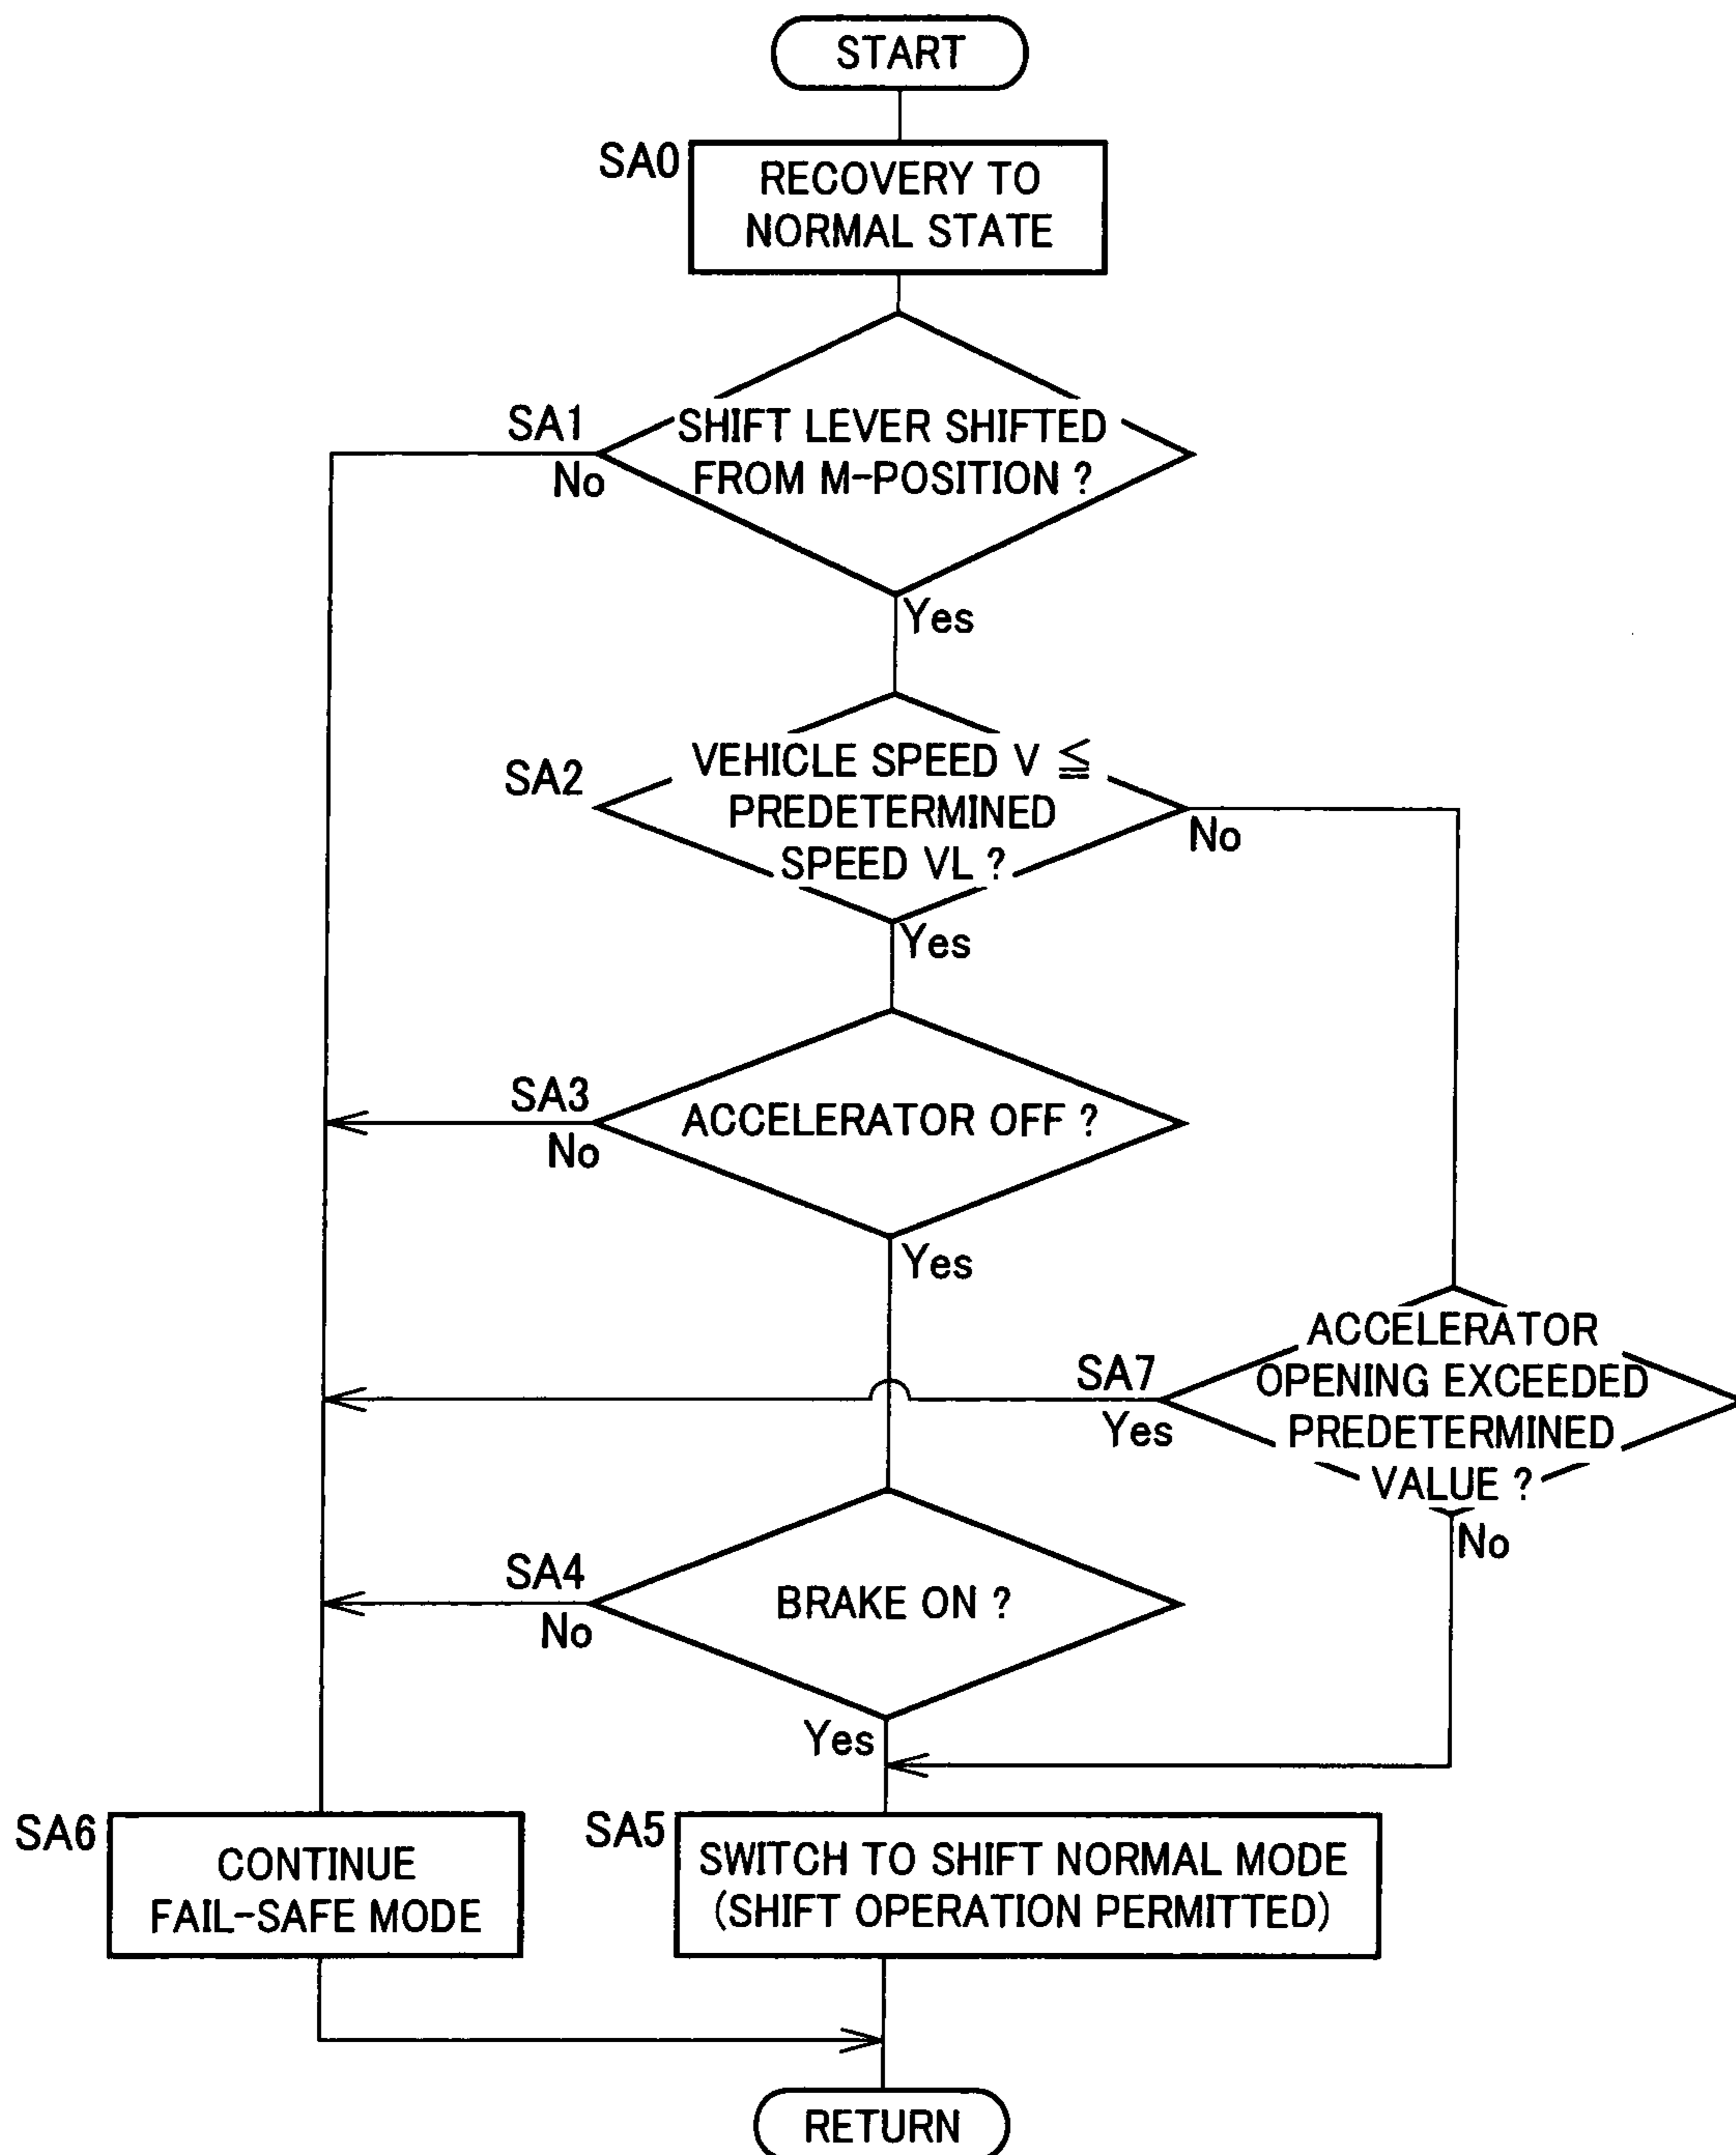 START
SA0
RECOVERY TO
NORMAL STATE
SA1
SHIFT LEVER SHIFTED
FROM M-POSITION ?
No
Yes
SA2
VEHICLE SPEED V ≦
PREDETERMINED
SPEED VL ?
No
Yes
SA3
ACCELERATOR OFF ?
No
Yes
SA7
ACCELERATOR
OPENING EXCEEDED
PREDETERMINED
VALUE ?
Yes
No
SA4
BRAKE ON ?
No
Yes
SA6
CONTINUE
FAIL-SAFE MODE
SA5
SWITCH TO SHIFT NORMAL MODE
(SHIFT OPERATION PERMITTED)
RETURN